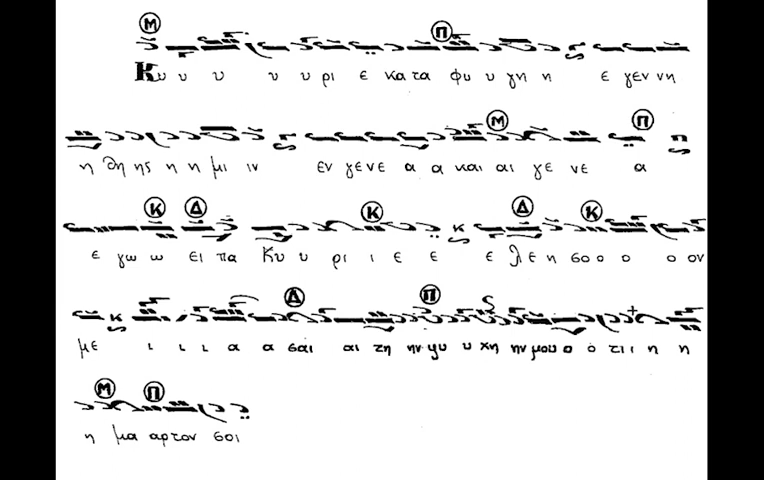 Μ Π
Κυ υ υ υ υ ρι ε κα τα φυ υ γη η ε γεν νη
Μ Π
η θη ης η η μι ιν εν γε νε α α και αι γε νε α
Κ Δ Κ Δ Κ
ε γω ω ει πα Κυ υ ρι ι ε ε ε λε η σο ο ο ο ον
Δ Π
με ι ι ι α α σαι αι τη ην ψυ υ χη ην μου ο ο τι ι η η
Μ Π
η μα αρ τον σοι